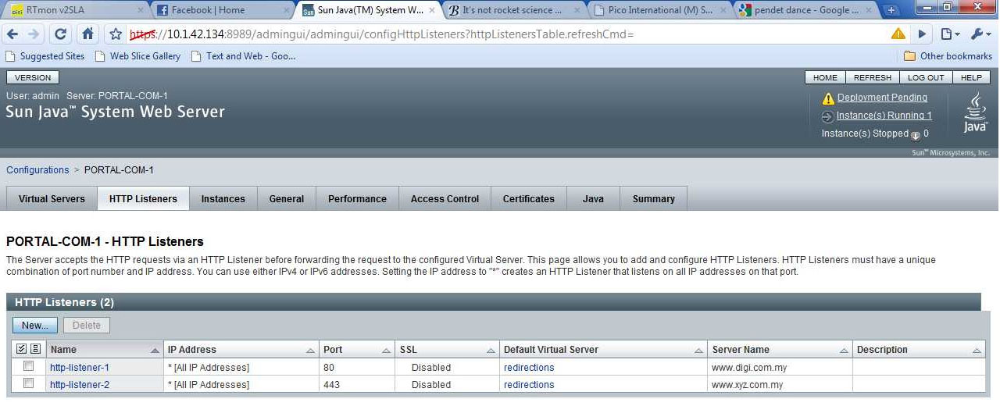 RTmon v2SLA
Facebook | Home
Sun Java(TM) System W...
It's not rocket science ...
Pico International (M) S...
pendet dance - Google ...
https://10.1.42.134:8989/admingui/admingui/configHttpListeners?httpListenersTable.refreshCmd=
Suggested Sites Web Slice Gallery Text and Web - Goo... Other bookmarks
VERSION HOME REFRESH LOG OUT HELP
User: admin Server: PORTAL-COM-1
Sun Java™ System Web Server
Deployment Pending
Instance(s) Running 1
Instance(s) Stopped 0
Java™
Sun™ Microsystems, Inc.
Configurations > PORTAL-COM-1
Virtual Servers HTTP Listeners Instances General Performance Access Control Certificates Java Summary
PORTAL-COM-1 - HTTP Listeners
The Server accepts the HTTP requests via an HTTP Listener before forwarding the request to the configured Virtual Server. This page allows you to add and configure HTTP Listeners. HTTP Listeners must have a unique
combination of port number and IP address. You can use either IPv4 or IPv6 addresses. Setting the IP address to "*" creates an HTTP Listener that listens on all IP addresses on that port.
HTTP Listeners (2)
New... Delete
Name IP Address Port SSL Default Virtual Server Server Name Description
http-listener-1 * [All IP Addresses] 80 Disabled redirections www.digi.com.my
http-listener-2 * [All IP Addresses] 443 Disabled redirections www.xyz.com.my